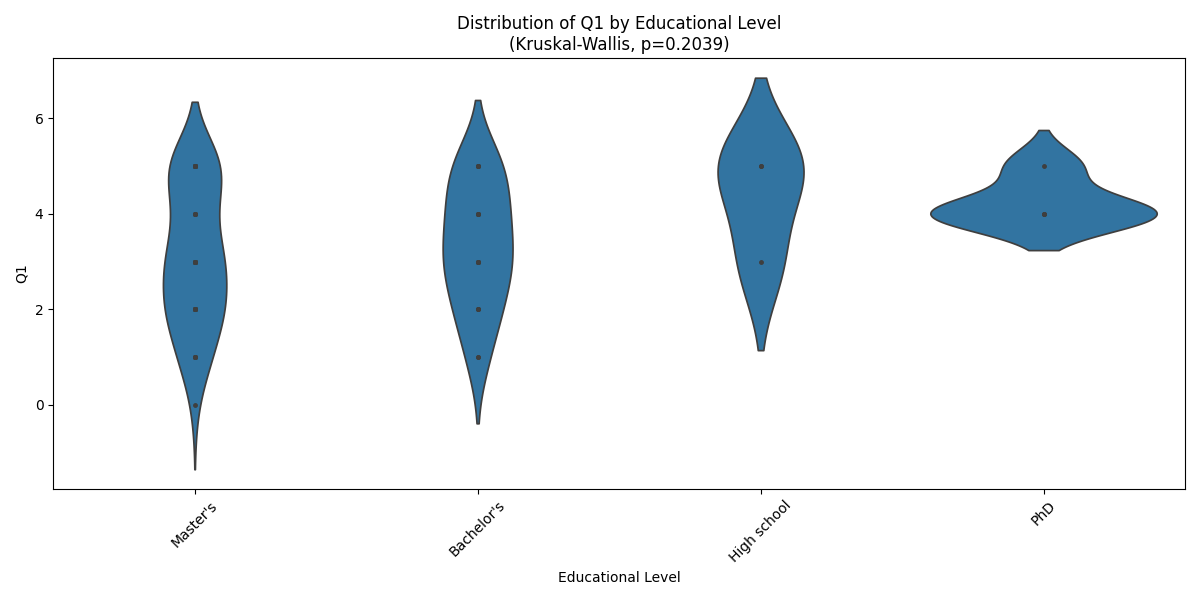 Distribution of Q1 by Educational Level
(Kruskal-Wallis, p=0.2039)
Q1
6
4
2
0
Master's
Bachelor's
High school
PhD
Educational Level